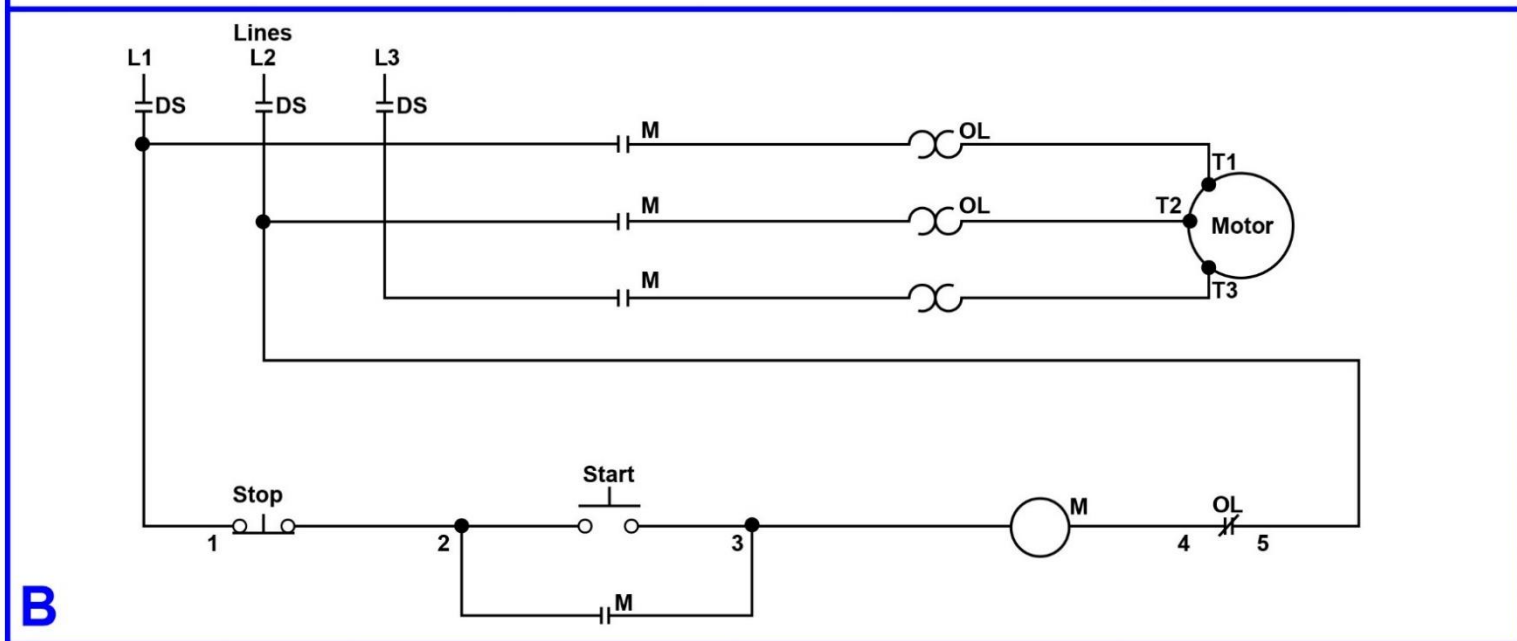 Lines
L1 L2 L3
DS DS DS
M OL
T1
M OL T2 Motor
M
T3
Start
Stop M OL
1 2 3 4 5
M
B